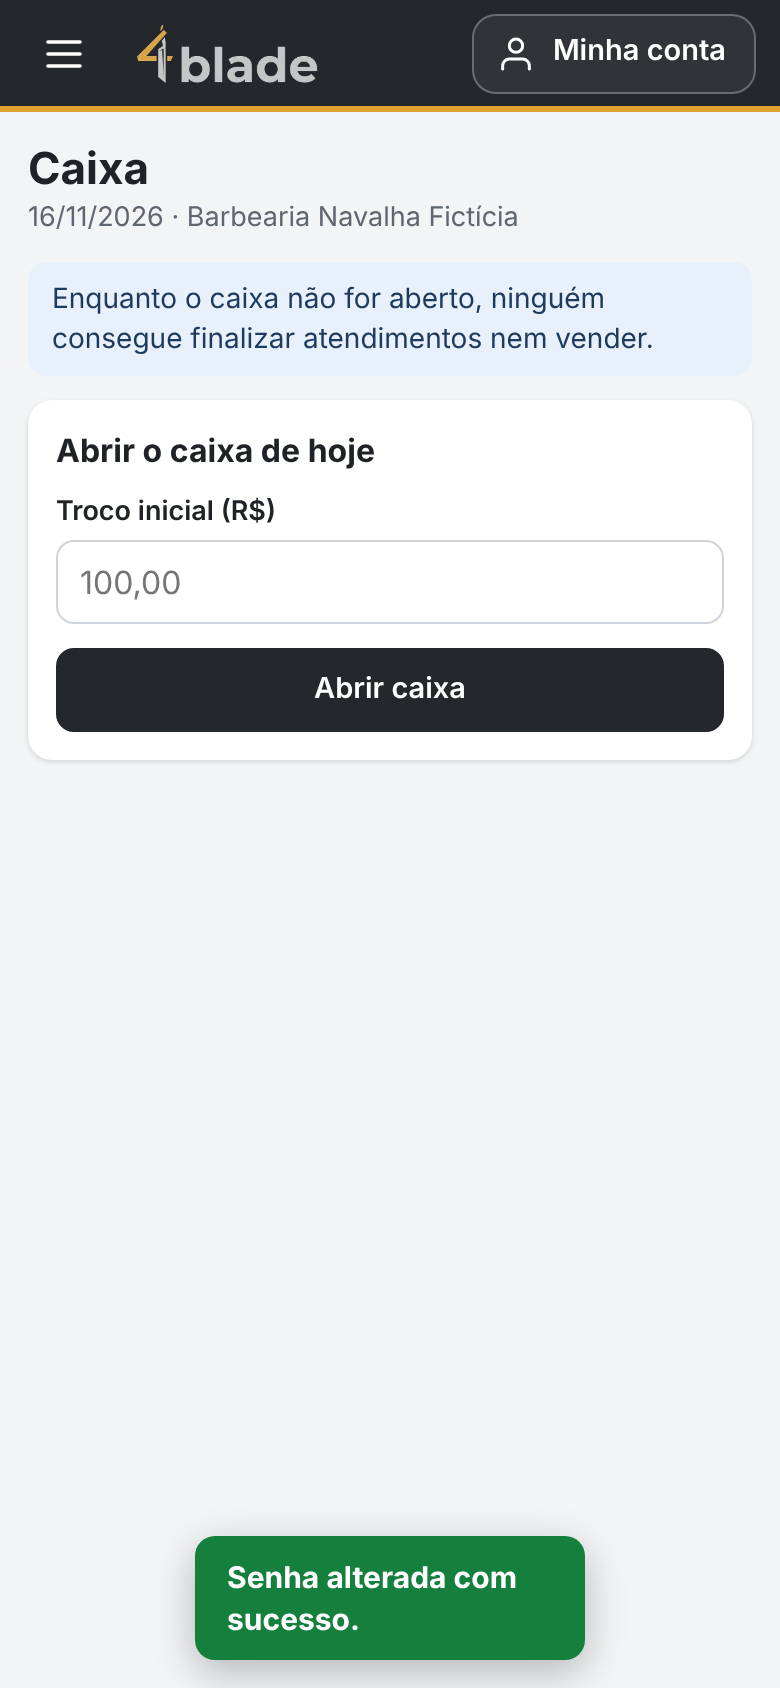 4blade
Minha conta
Caixa
16/11/2026 · Barbearia Navalha Fictícia
Enquanto o caixa não for aberto, ninguém
consegue finalizar atendimentos nem vender.
Abrir o caixa de hoje
Troco inicial (R$)
100,00
Abrir caixa
Senha alterada com
sucesso.